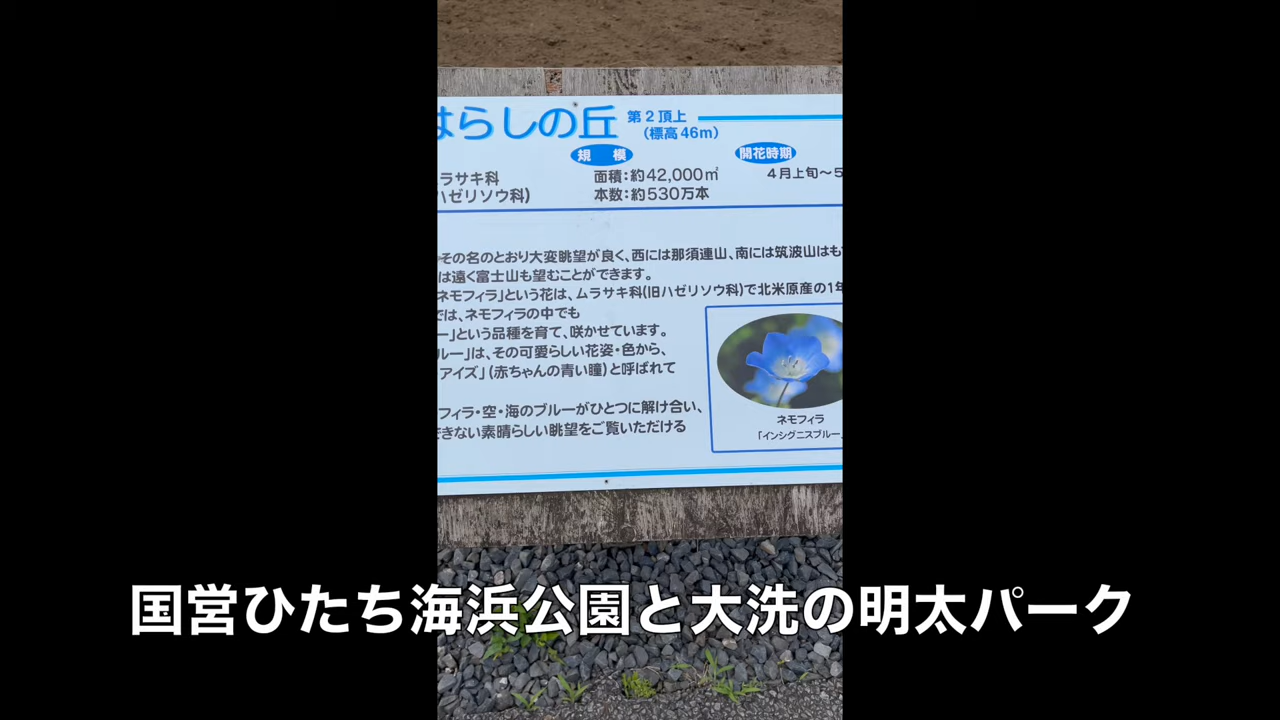 はらしの丘 第2頂上
(標高46m)
規 模
開花時期
ラサキ科
面積:約42,000㎡
4月上旬～5
ハゼリソウ科)
本数:約530万本
その名のとおり大変眺望が良く、西には那須連山、南には筑波山はも
は遠く富士山も望むことができます。
ネモフィラ」という花は、ムラサキ科(旧ハゼリソウ科)で北米原産の1年
では、ネモフィラの中でも
ー」という品種を育て、咲かせています。
ルー」は、その可愛らしい花姿・色から、
アイズ」(赤ちゃんの青い瞳)と呼ばれて
フィラ・空・海のブルーがひとつに解け合い、
できない素晴らしい眺望をご覧いただける
ネモフィラ
「インシグニスブルー」
国営ひたち海浜公園と大洗の明太パーク